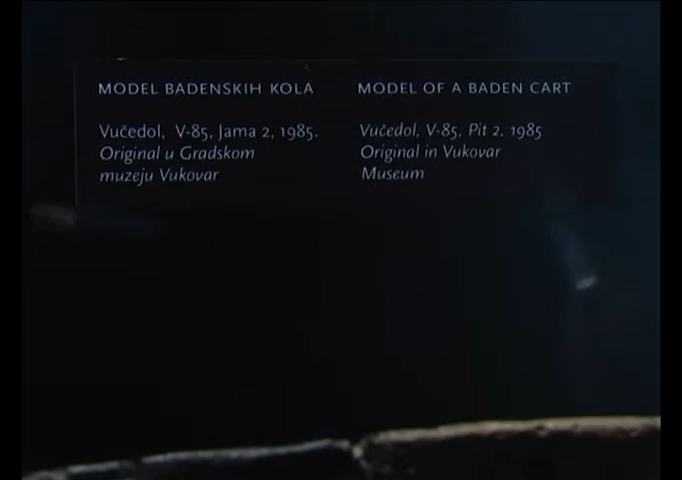 MODEL BADENSKIH KOLA
Vučedol, V-85, Jama 2, 1985.
Original u Gradskom
muzeju Vukovar
MODEL OF A BADEN CART
Vučedol, V-85, Pit 2, 1985
Original in Vukovar
Museum